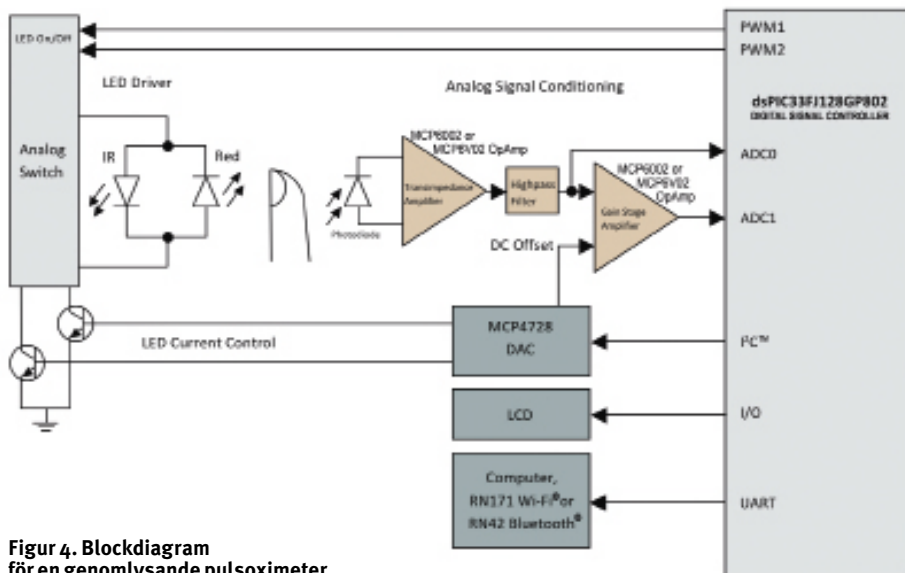 LED On/Off
PWM1
PWM2
LED Driver
Analog Signal Conditioning
dsPIC33FJ128GP802
DIGITAL SIGNAL CONTROLLER
Analog
Switch
IR
Red
MCP6002 or
MCP6V02 OpAmp
Transimpedance
Amplifier
Photodiode
Highpass
Filter
MCP6002 or
MCP6V02
OpAmp
Gain Stage
Amplifier
ADC0
ADC1
DC Offset
LED Current Control
MCP4728
DAC
I²C™
LCD
I/O
Computer,
RN171 Wi-Fi® or
RN42 Bluetooth®
UART
Figur 4. Blockdiagram
för en genomlysande pulsoximeter